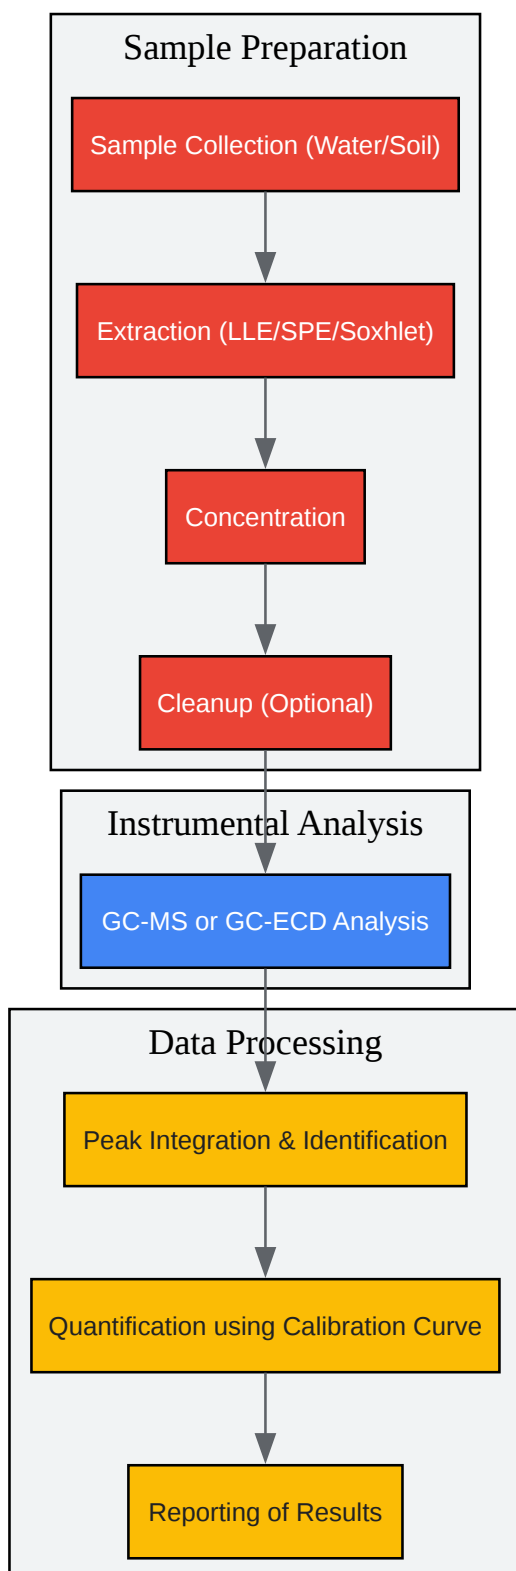 Sample Preparation
Sample Collection (Water/Soil)
Extraction (LLE/SPE/Soxhlet)
Concentration
Cleanup (Optional)
Instrumental Analysis
GC-MS or GC-ECD Analysis
Data Processing
Peak Integration & Identification
Quantification using Calibration Curve
Reporting of Results